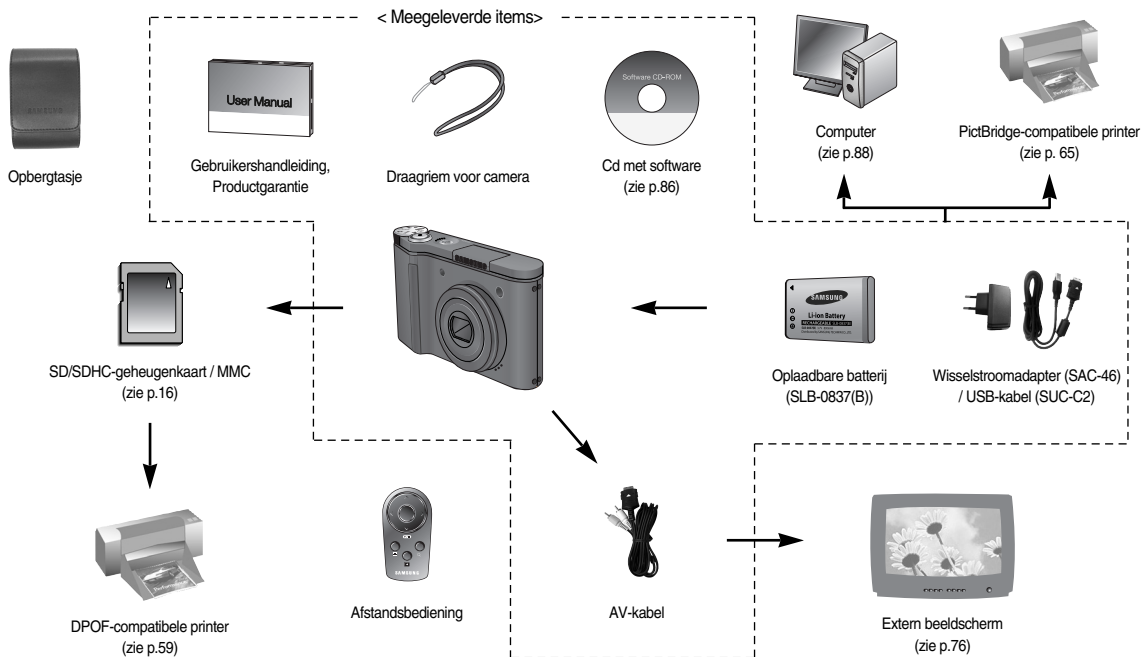 < Meegeleverde items>
SAMSUNG
User Manual
Software CD-ROM
Opbergtasje
Gebruikershandleiding,
Productgarantie
Draagriem voor camera
Cd met software
(zie p.86)
Computer
(zie p.88)
PictBridge-compatibele printer
(zie p. 65)
SAMSUNG
SAMSUNG
Li-ion Battery
SD/SDHC-geheugenkaart / MMC
(zie p.16)
Oplaadbare batterij
(SLB-0837(B))
Wisselstroomadapter (SAC-46)
/ USB-kabel (SUC-C2)
SAMSUNG
DPOF-compatibele printer
(zie p.59)
Afstandsbediening
AV-kabel
Extern beeldscherm
(zie p.76)